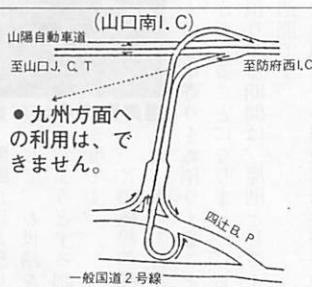 (山口南I.C)
山陽自動車道
至山口J.C.T
至防府西I.C
●九州方面へ
の利用は、で
きません。
四辻B.P
一般国道2号線